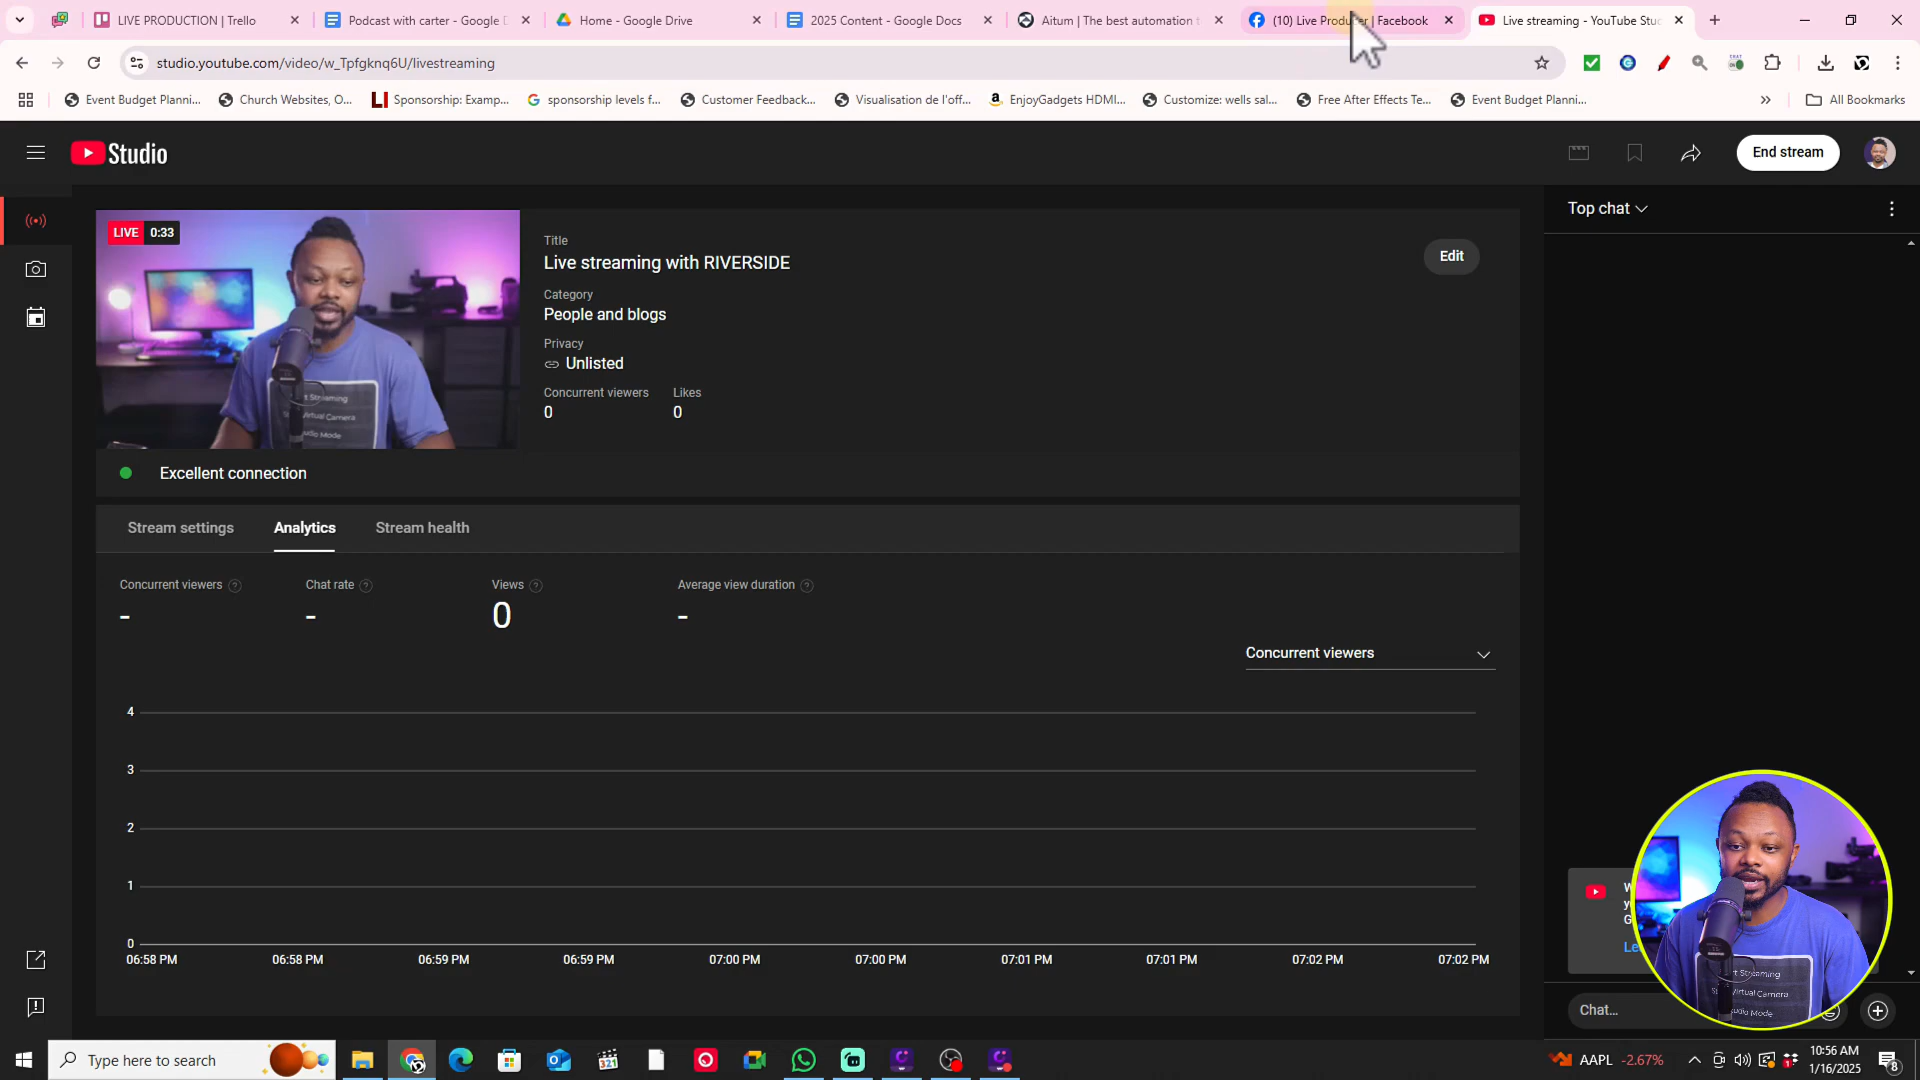 LIVE PRODUCTION | Trello
Podcast with carter - Google D
Home - Google Drive
2025 Content - Google Docs
Aitum | The best automation t
(10) Live Producer | Facebook
Live streaming - YouTube Stud
studio.youtube.com/video/w_Tpfgknq6U/livestreaming
Event Budget Planni...
Church Websites, O...
Sponsorship: Examp...
sponsorship levels f...
Customer Feedback...
Visualisation de l'off...
EnjoyGadgets HDMI...
Customize: wells sal...
Free After Effects Te...
Event Budget Planni...
All Bookmarks
Studio
End stream
LIVE 0:33
Title
Live streaming with RIVERSIDE
Edit
Category
People and blogs
Privacy
Unlisted
Concurrent viewers Likes
0 0
Top chat
Excellent connection
Stream settings Analytics Stream health
Concurrent viewers Chat rate Views Average view duration
- - 0 -
Concurrent viewers
4
3
2
1
0
06:58 PM 06:58 PM 06:59 PM 06:59 PM 07:00 PM 07:00 PM 07:01 PM 07:01 PM 07:02 PM 07:02 PM
Chat...
Streaming
Virtual Camera
Type here to search
AAPL -2.67%
10:56 AM
1/16/2025
8